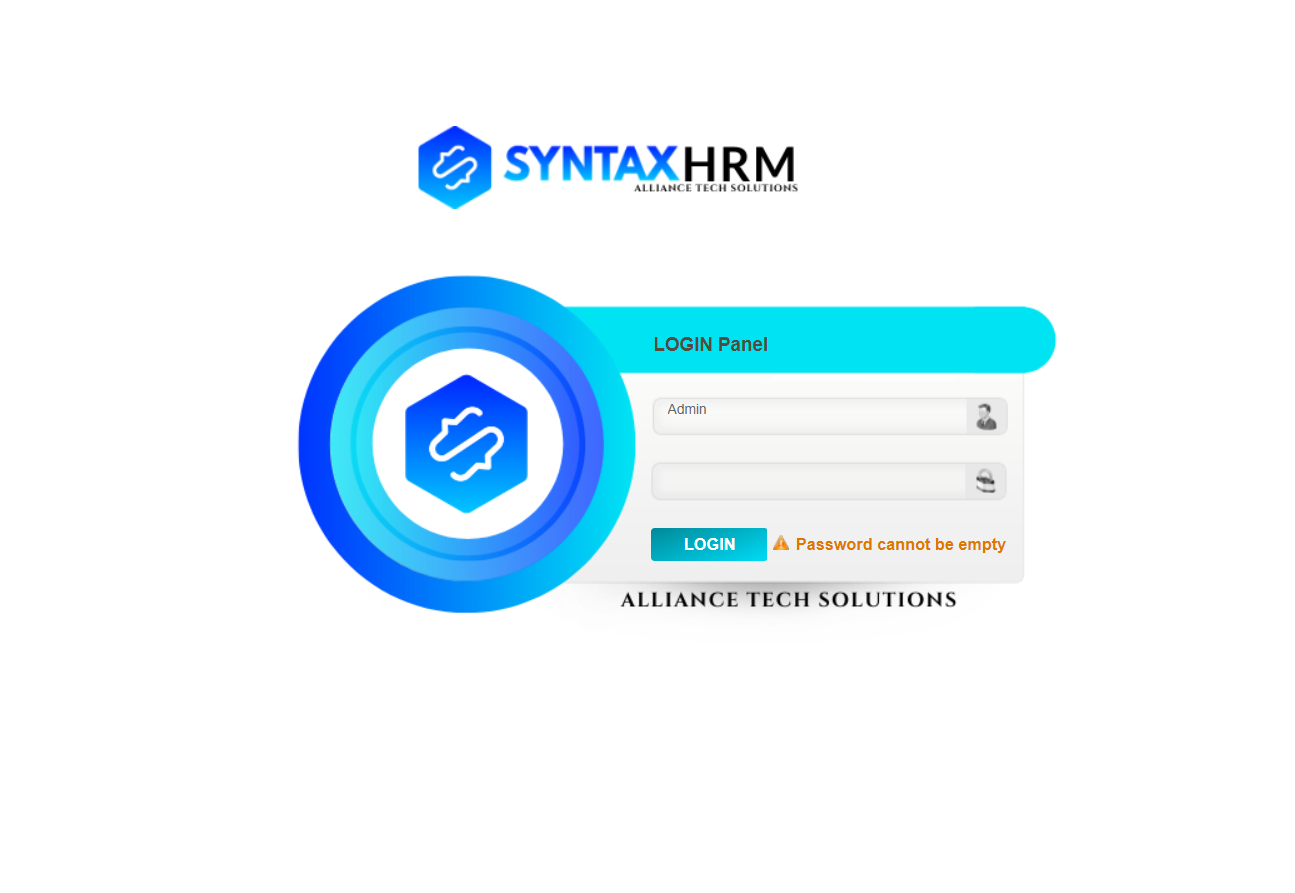 SYNTAXHRM
ALLIANCE TECH SOLUTIONS
LOGIN Panel
Admin
LOGIN Password cannot be empty
ALLIANCE TECH SOLUTIONS